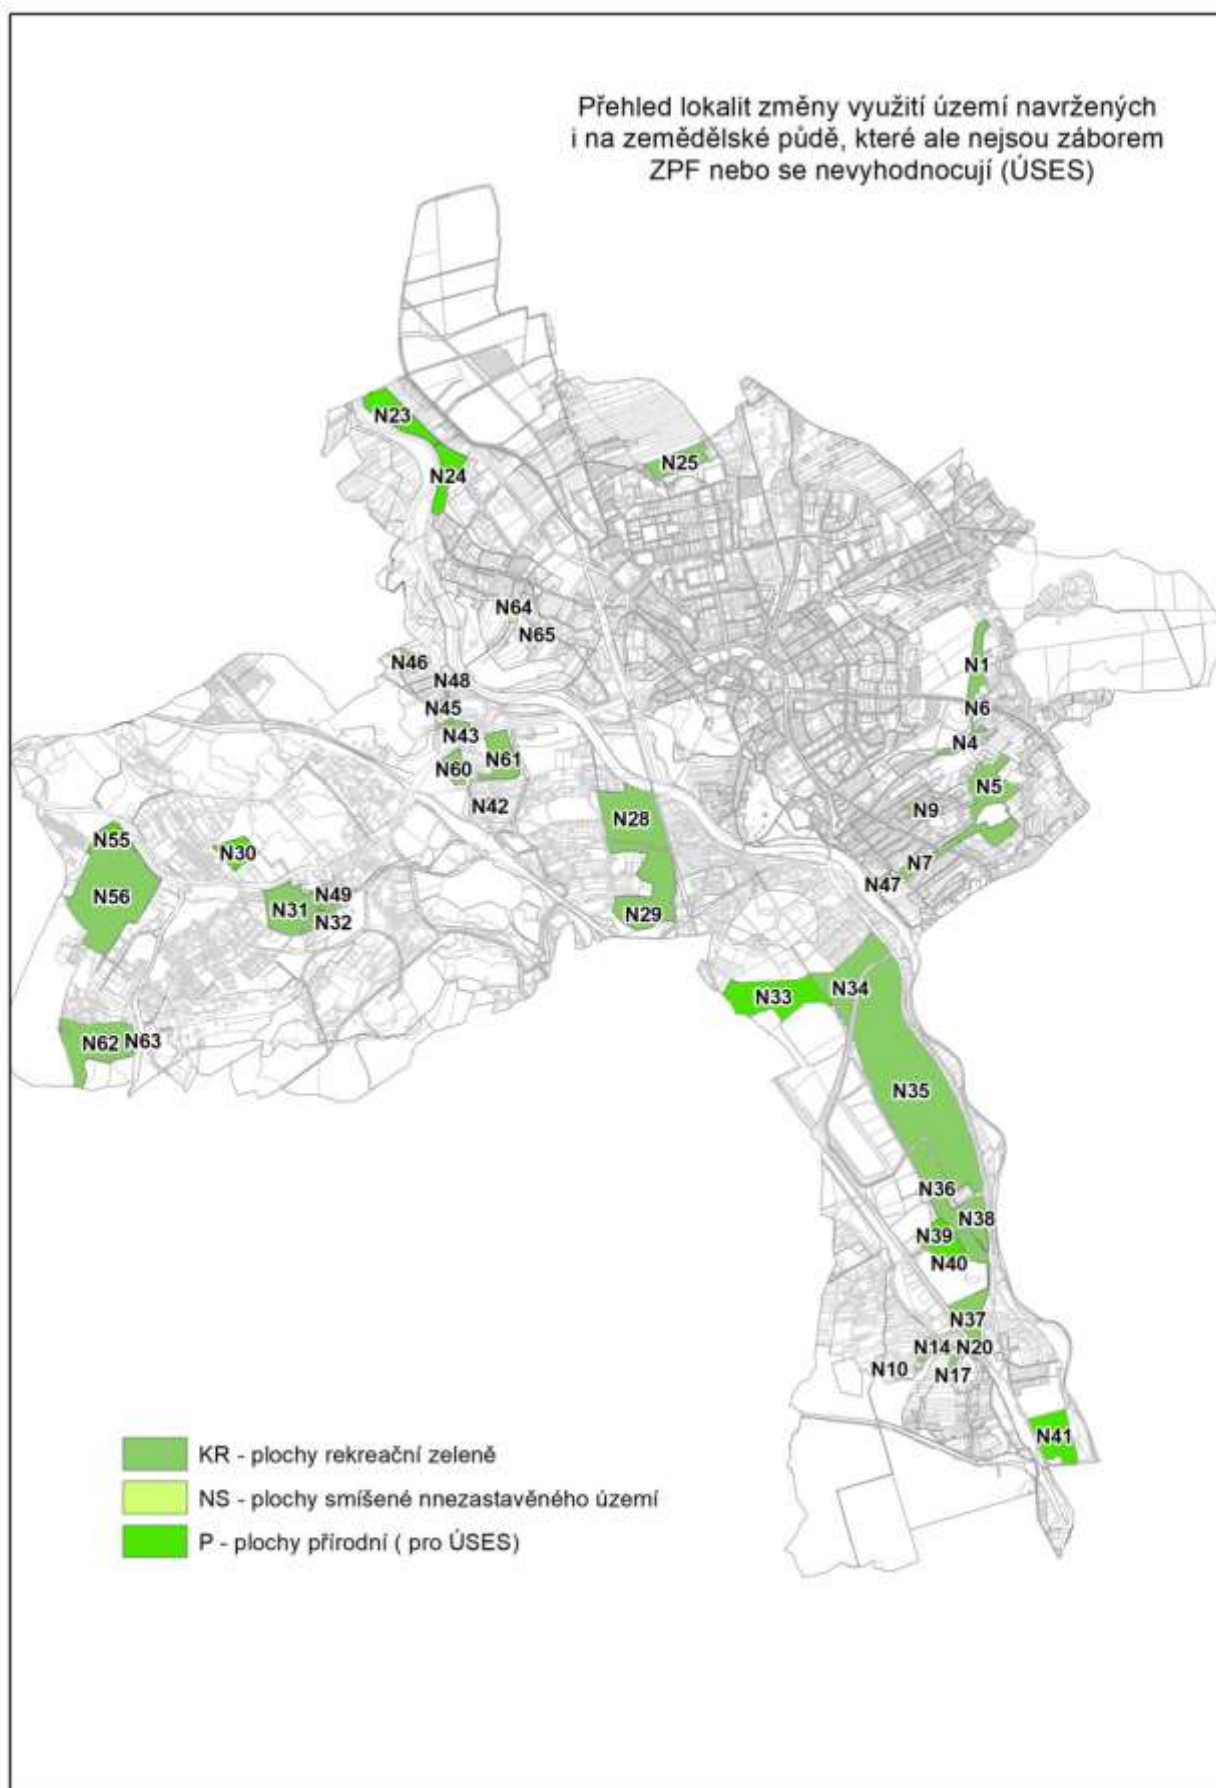 Přehled lokalit změny využití území navržených
i na zemědělské půdě, které ale nejsou záborem
ZPF nebo se nevyhodnocují (ÚSES)
N23
N24
N25
N64
N65
N46
N48
N45
N43
N60
N61
N42
N1
N6
N4
N5
N9
N7
N47
N28
N29
N55
N56
N30
N31
N49
N32
N62
N63
N33
N34
N35
N36
N38
N39
N40
N37
N14
N20
N10
N17
N41
KR - plochy rekreační zeleně
NS - plochy smíšené nnezastavěného území
P - plochy přírodní ( pro ÚSES)